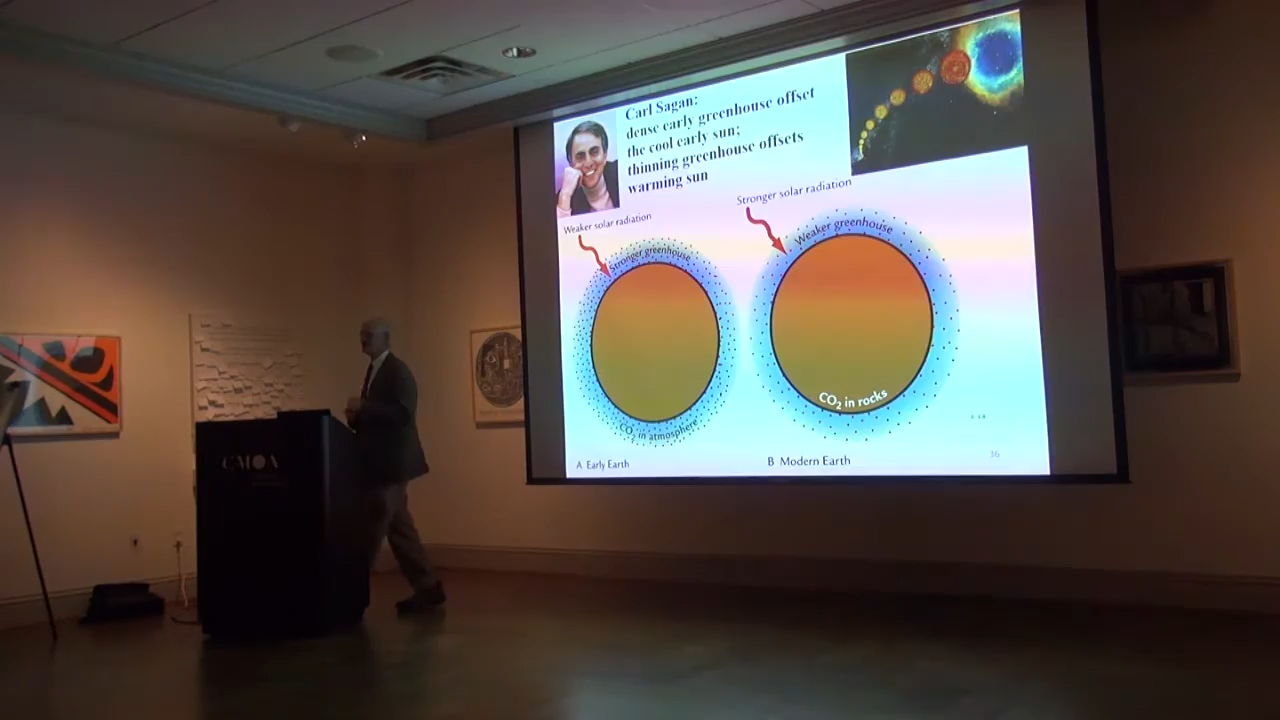 Carl Sagan:
dense early greenhouse offset
the cool early sun;
thinning greenhouse offsets
warming sun
Weaker solar radiation
Stronger solar radiation
Stronger greenhouse
Weaker greenhouse
CO2 in atmosphere
CO2 in rocks
A Early Earth
B Modern Earth
36
CMOA